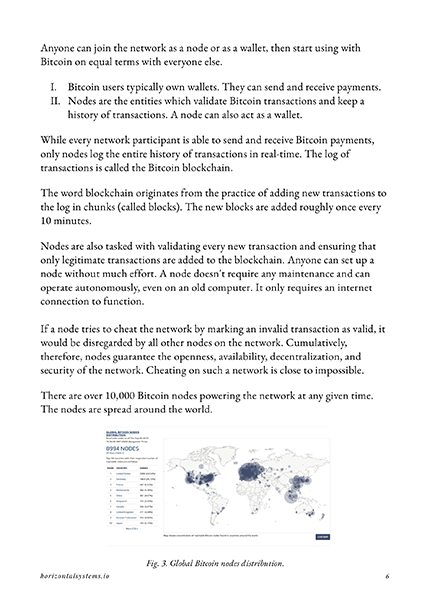 Anyone can join the network as a node or as a wallet, then start using with
Bitcoin on equal terms with everyone else.
I. Bitcoin users typically own wallets. They can send and receive payments.
II. Nodes are the entities which validate Bitcoin transactions and keep a
history of transactions. A node can also act as a wallet.
While every network participant is able to send and receive Bitcoin payments,
only nodes log the entire history of transactions in real-time. The log of
transactions is called the Bitcoin blockchain.
The word blockchain originates from the practice of adding new transactions to
the log in chunks (called blocks). The new blocks are added roughly once every
10 minutes.
Nodes are also tasked with validating every new transaction and ensuring that
only legitimate transactions are added to the blockchain. Anyone can set up a
node without much effort. A node doesn't require any maintenance and can
operate autonomously, even on an old computer. It only requires an internet
connection to function.
If a node tries to cheat the network by marking an invalid transaction as valid, it
would be disregarded by all other nodes on the network. Cumulatively,
therefore, nodes guarantee the openness, availability, decentralization, and
security of the network. Cheating on such a network is close to impossible.
There are over 10,000 Bitcoin nodes powering the network at any given time.
The nodes are spread around the world.
GLOBAL BITCOIN NODES
DISTRIBUTION
8994 NODES
Fig. 3. Global Bitcoin nodes distribution.
horizontalsystems.io 6